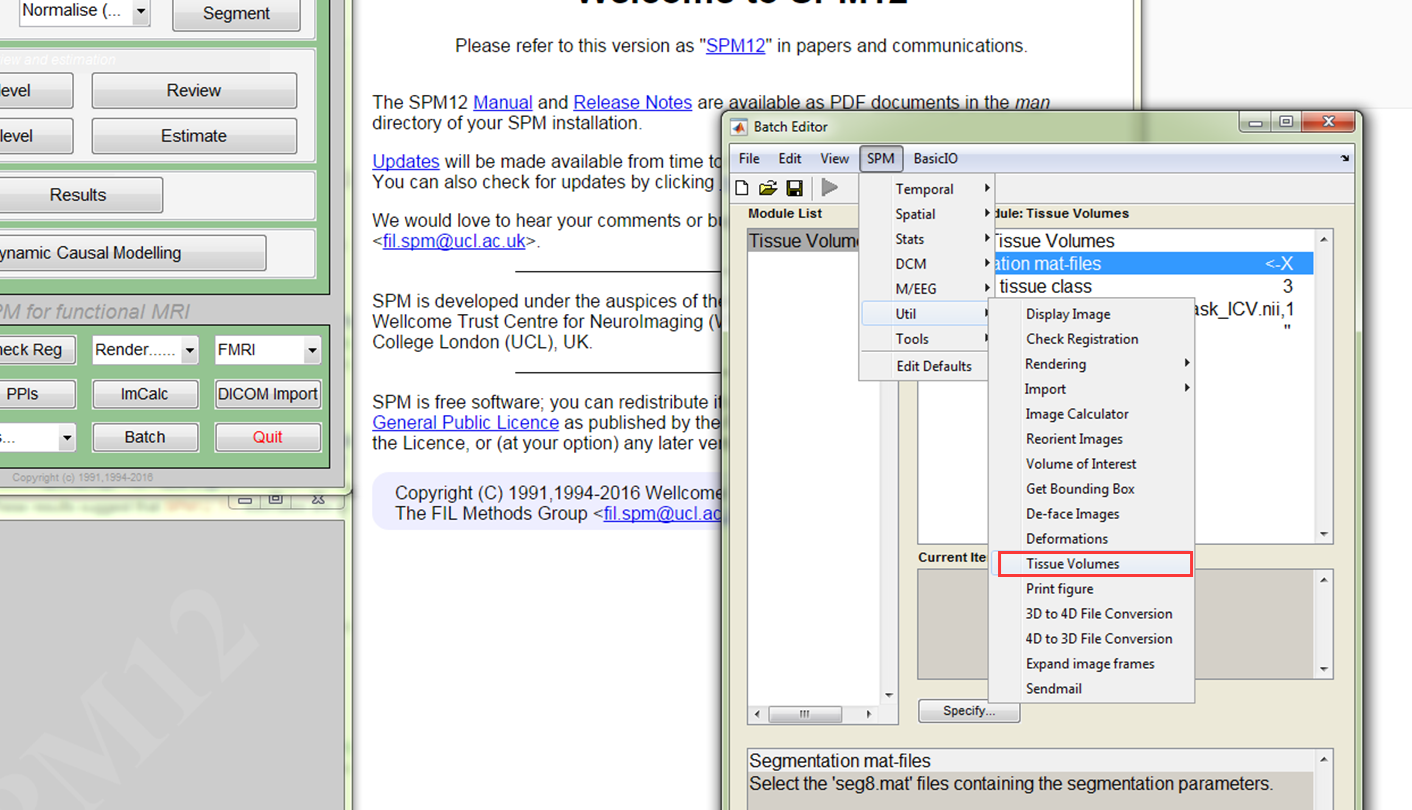 Normalise (...
Segment
level
Review
level
Estimate
Results
ynamic Causal Modelling
PM for functional MRI
heck Reg
Render......
FMRI
PPIs
ImCalc
DICOM Import
s...
Batch
Quit
Copyright (c) 1991,1994-2016
PM12
Welcome to SPM12
Please refer to this version as "SPM12" in papers and communications.
The SPM12 Manual and Release Notes are available as PDF documents in the man
directory of your SPM installation.
Updates will be made available from time to
You can also check for updates by clicking
We would love to hear your comments or bu
<fil.spm@ucl.ac.uk>.
SPM is developed under the auspices of the
Wellcome Trust Centre for NeuroImaging (W
College London (UCL), UK.
SPM is free software; you can redistribute it
General Public Licence as published by the
the Licence, or (at your option) any later ver
Copyright (C) 1991,1994-2016 Wellcome
The FIL Methods Group <fil.spm@ucl.ac
Batch Editor
File Edit View SPM BasicIO
Module List
Tissue Volum
dule: Tissue Volumes
Tissue Volumes
ation mat-files <-X
tissue class 3
ask_ICV.nii,1
"
Temporal
Spatial
Stats
DCM
M/EEG
Util
Tools
Edit Defaults
Display Image
Check Registration
Rendering
Import
Image Calculator
Reorient Images
Volume of Interest
Get Bounding Box
De-face Images
Deformations
Tissue Volumes
Print figure
3D to 4D File Conversion
4D to 3D File Conversion
Expand image frames
Sendmail
Current Ite
Specify...
Segmentation mat-files
Select the 'seg8.mat' files containing the segmentation parameters.